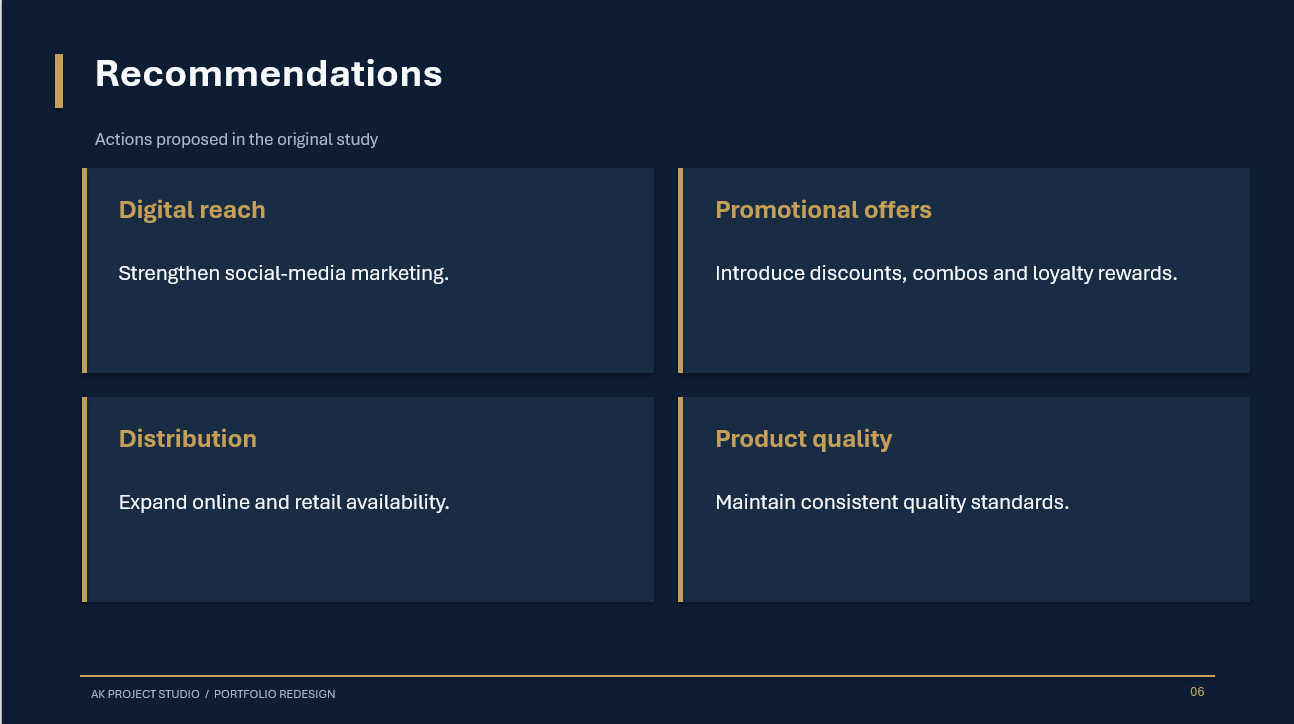 Recommendations
Actions proposed in the original study
Digital reach
Strengthen social-media marketing.
Promotional offers
Introduce discounts, combos and loyalty rewards.
Distribution
Expand online and retail availability.
Product quality
Maintain consistent quality standards.
AK PROJECT STUDIO / PORTFOLIO REDESIGN
06